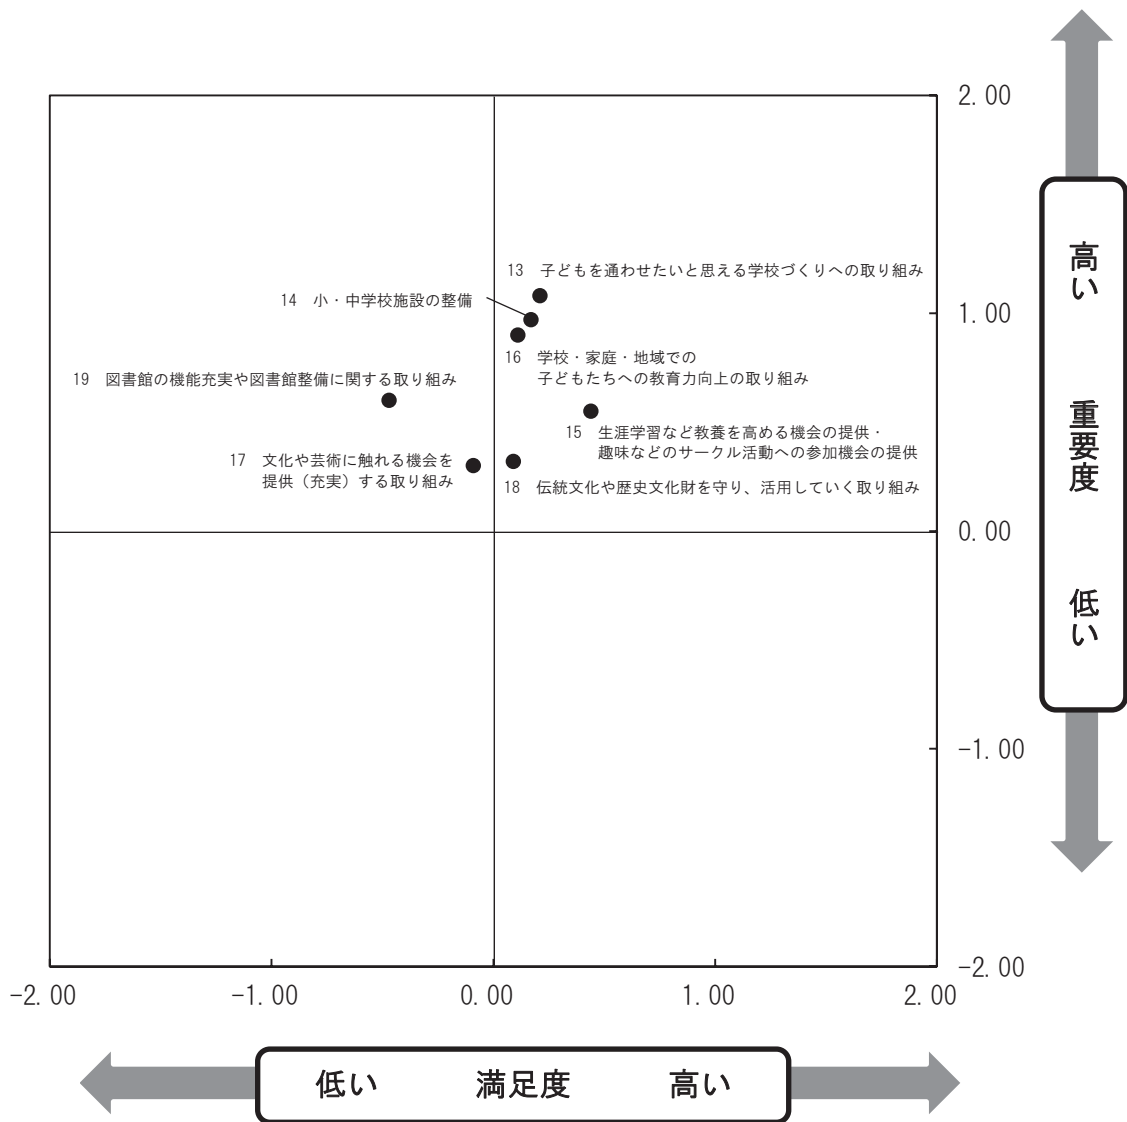 2.00
高い
13 子どもを通わせたいと思える学校づくりへの取り組み
14 小・中学校施設の整備
1.00
16 学校・家庭・地域での
子どもたちへの教育力向上の取り組み
19 図書館の機能充実や図書館整備に関する取り組み
重要度
15 生涯学習など教養を高める機会の提供・
趣味などのサークル活動への参加機会の提供
17 文化や芸術に触れる機会を
提供（充実）する取り組み
18 伝統文化や歴史文化財を守り、活用していく取り組み
0.00
低い
-1.00
-2.00
-2.00 -1.00 0.00 1.00 2.00
低い 満足度 高い